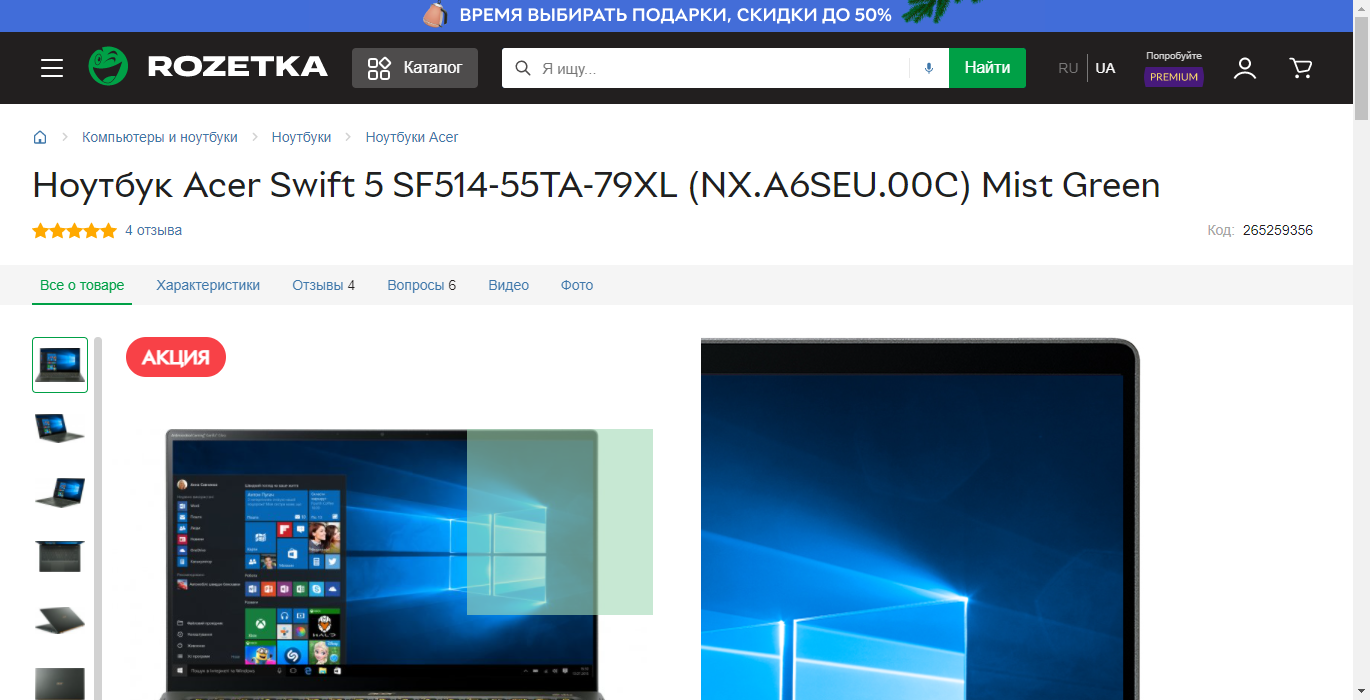 ВРЕМЯ ВЫБИРАТЬ ПОДАРКИ, СКИДКИ ДО 50%
ROZETKA
Каталог
Я ищу...
Найти
RU
UA
Попробуйте
PREMIUM
Компьютеры и ноутбуки
Ноутбуки
Ноутбуки Acer
Ноутбук Acer Swift 5 SF514-55TA-79XL (NX.A6SEU.00C) Mist Green
4 отзыва
Код: 265259356
Все о товаре
Характеристики
Отзывы 4
Вопросы 6
Видео
Фото
АКЦИЯ